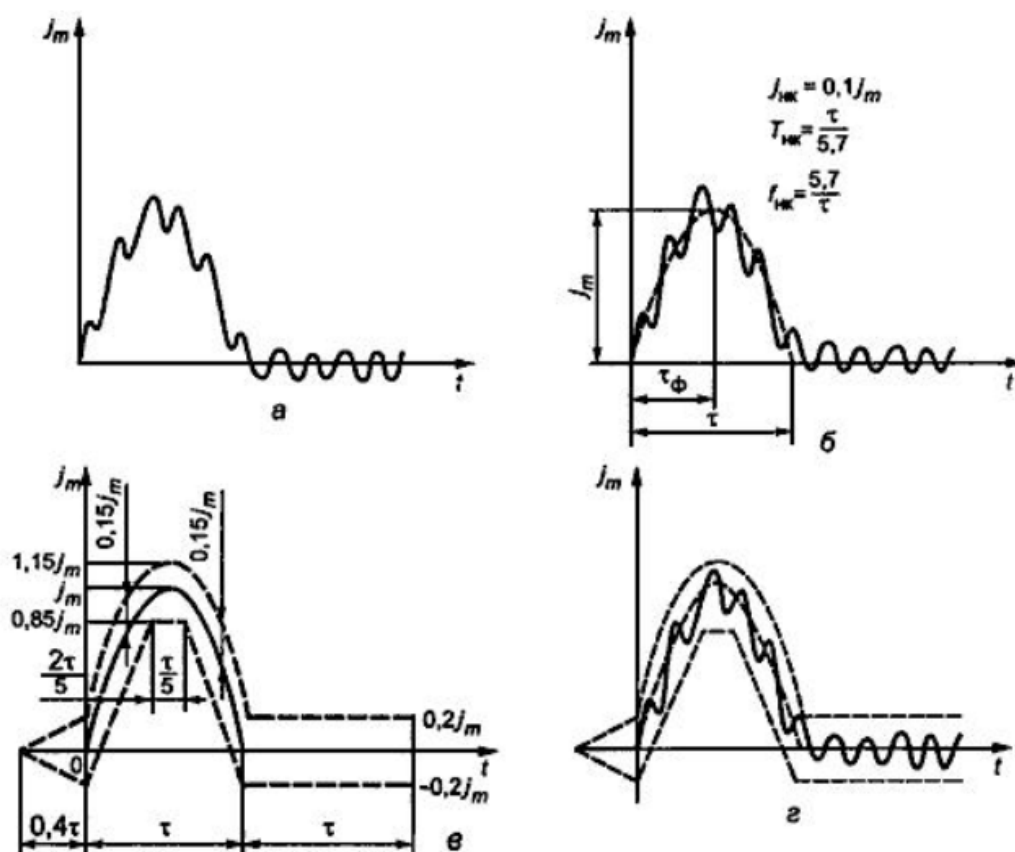 j_m
t
а
j_m
j_нк = 0,1j_m
T_нк = τ/5,7
f_нк = 5,7/τ
j_m
τ_ф
τ
t
б
j_m
0,15j_m
0,15j_m
1,15j_m
j_m
0,85j_m
2τ/5
τ/5
0,2j_m
0
t
-0,2j_m
0,4τ
τ
τ
в
j_m
t
г